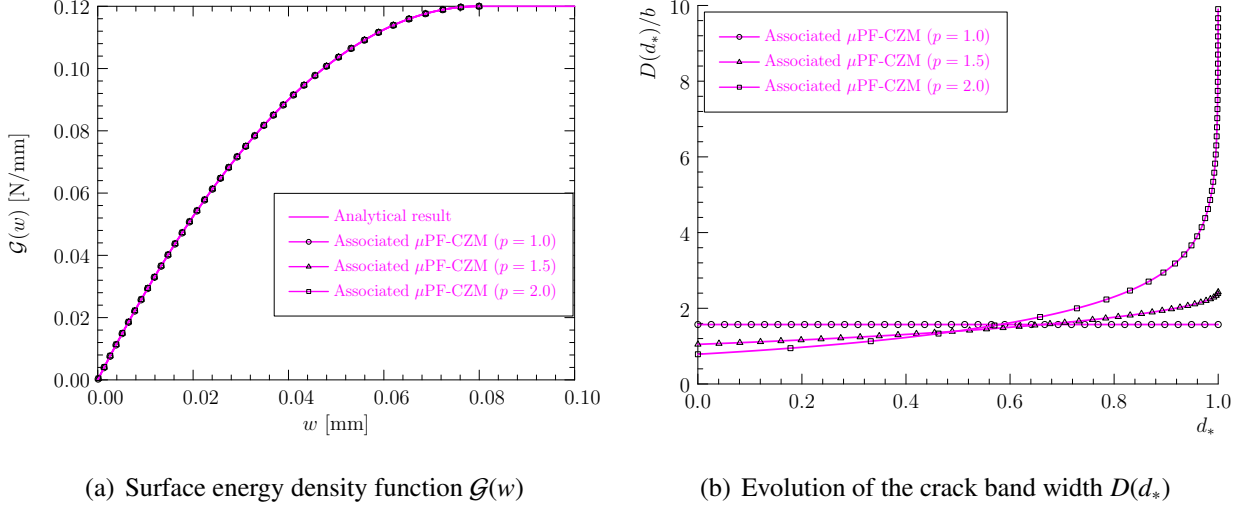 0.12
0.12
0.08
0.04
0.02
0.00
𝒢(w) [N/mm]
Analytical result
Associated μPF-CZM (p = 1.0)
Associated μPF-CZM (p = 1.5)
Associated μPF-CZM (p = 2.0)
0.00 0.02 0.04 0.06 0.08 0.10
w [mm]
(a) Surface energy density function 𝒢(w)
10
8
6
4
2
0
D(d*)/b
Associated μPF-CZM (p = 1.0)
Associated μPF-CZM (p = 1.5)
Associated μPF-CZM (p = 2.0)
0.0 0.2 0.4 0.6 0.8 1.0
d*
(b) Evolution of the crack band width D(d*)